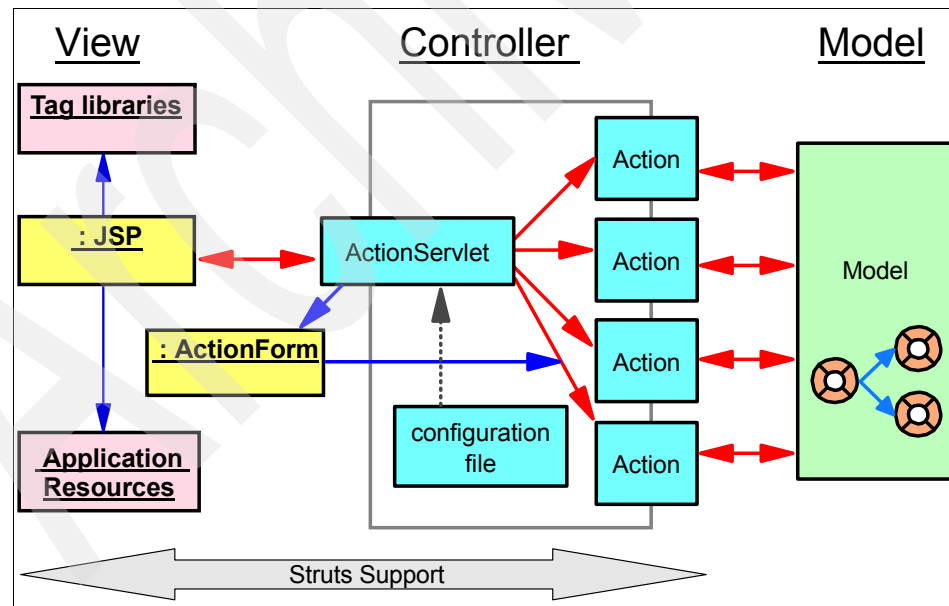 View
Controller
Model
Tag libraries
: JSP
: ActionForm
Application
Resources
ActionServlet
configuration
file
Action
Action
Action
Action
Model
Struts Support